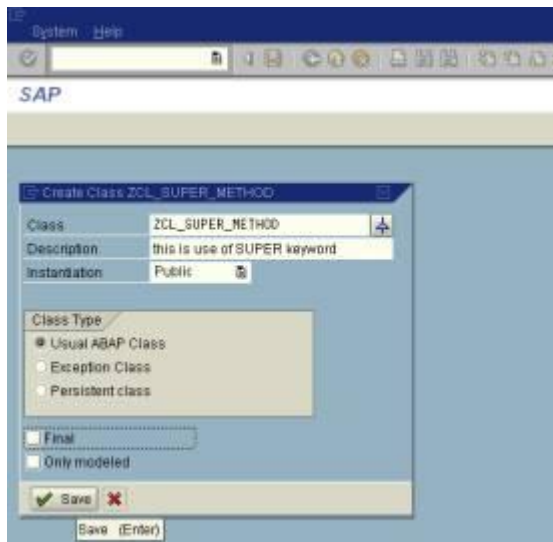 System Help
SAP
Create Class ZCL_SUPER_METHOD
Class ZCL_SUPER_METHOD
Description this is use of SUPER keyword
Instantiation Public
Class Type
Usual ABAP Class
Exception Class
Persistent class
Final
Only modeled
Save
Save (Enter)